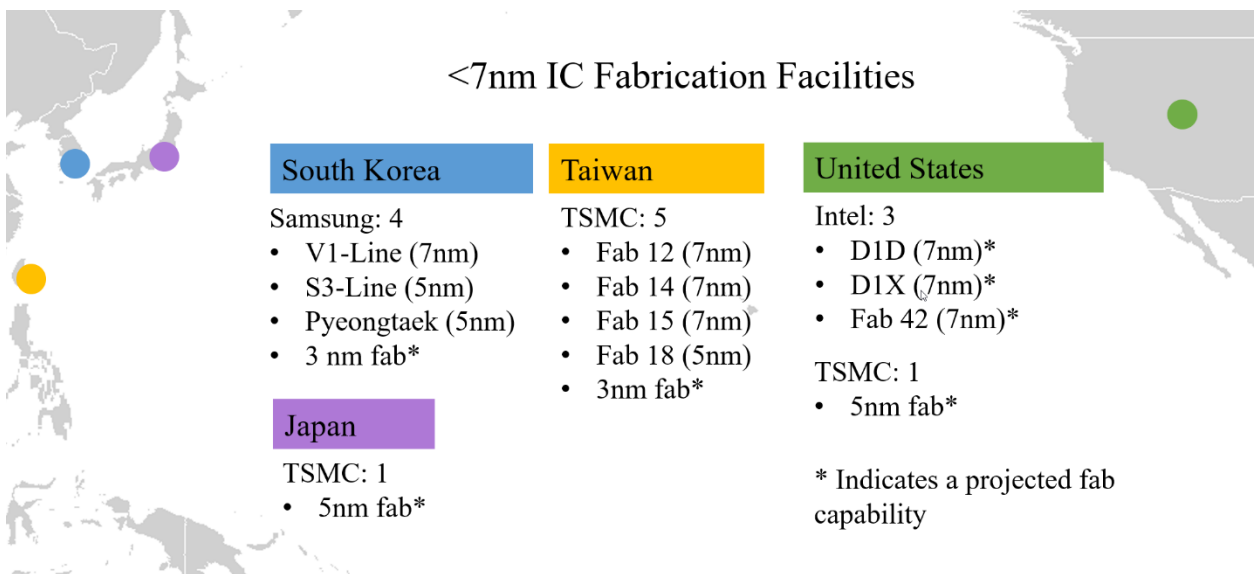 <7nm IC Fabrication Facilities
South Korea
Samsung: 4
• V1-Line (7nm)
• S3-Line (5nm)
• Pyeongtaek (5nm)
• 3 nm fab*
Japan
TSMC: 1
• 5nm fab*
Taiwan
TSMC: 5
• Fab 12 (7nm)
• Fab 14 (7nm)
• Fab 15 (7nm)
• Fab 18 (5nm)
• 3nm fab*
United States
Intel: 3
• D1D (7nm)*
• D1X (7nm)*
• Fab 42 (7nm)*
TSMC: 1
• 5nm fab*
* Indicates a projected fab
capability